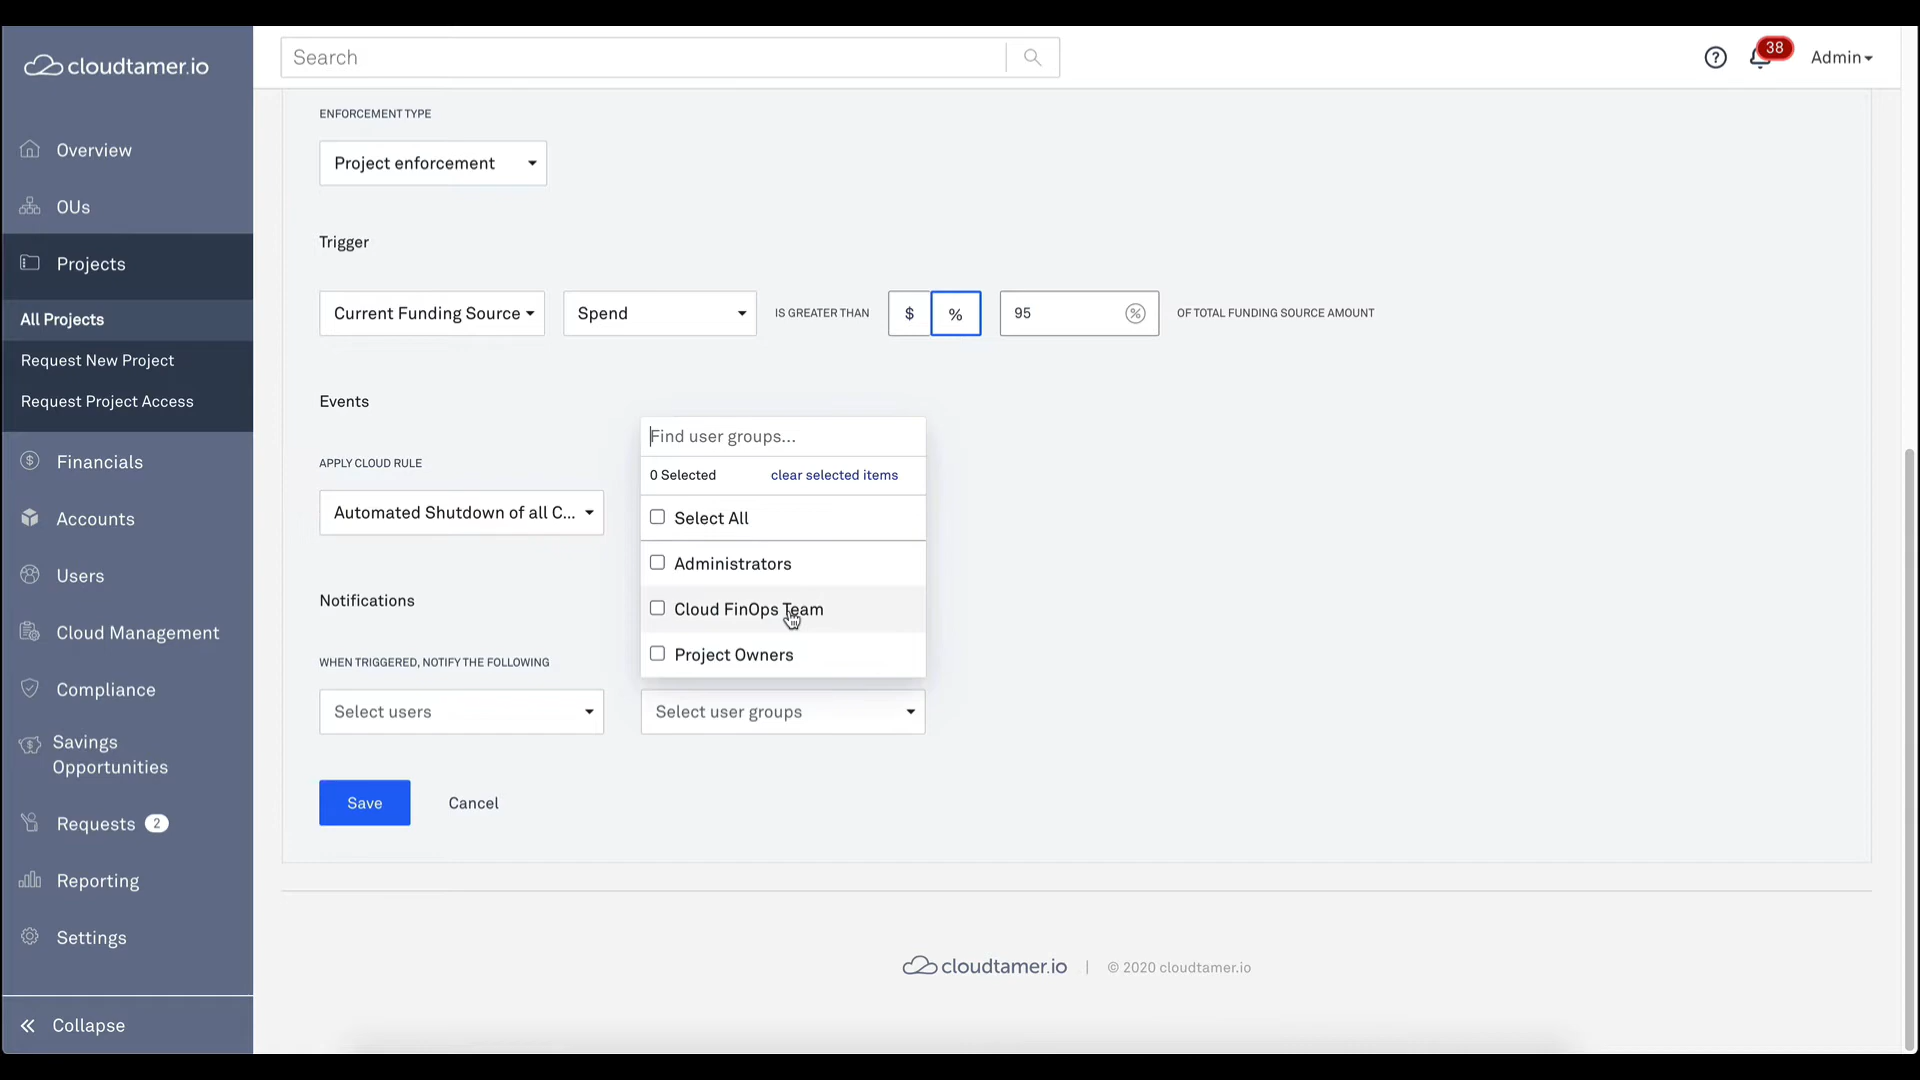 cloudtamer.io
Search
38
Admin
Overview
OUs
Projects
All Projects
Request New Project
Request Project Access
Financials
Accounts
Users
Cloud Management
Compliance
Savings
Opportunities
Requests 2
Reporting
Settings
Collapse
ENFORCEMENT TYPE
Project enforcement
Trigger
Current Funding Source Spend IS GREATER THAN $ % 95 % OF TOTAL FUNDING SOURCE AMOUNT
Events
APPLY CLOUD RULE
Automated Shutdown of all C...
Find user groups...
0 Selected clear selected items
Select All
Administrators
Cloud FinOps Team
Project Owners
Notifications
WHEN TRIGGERED, NOTIFY THE FOLLOWING
Select users Select user groups
Save Cancel
cloudtamer.io | © 2020 cloudtamer.io